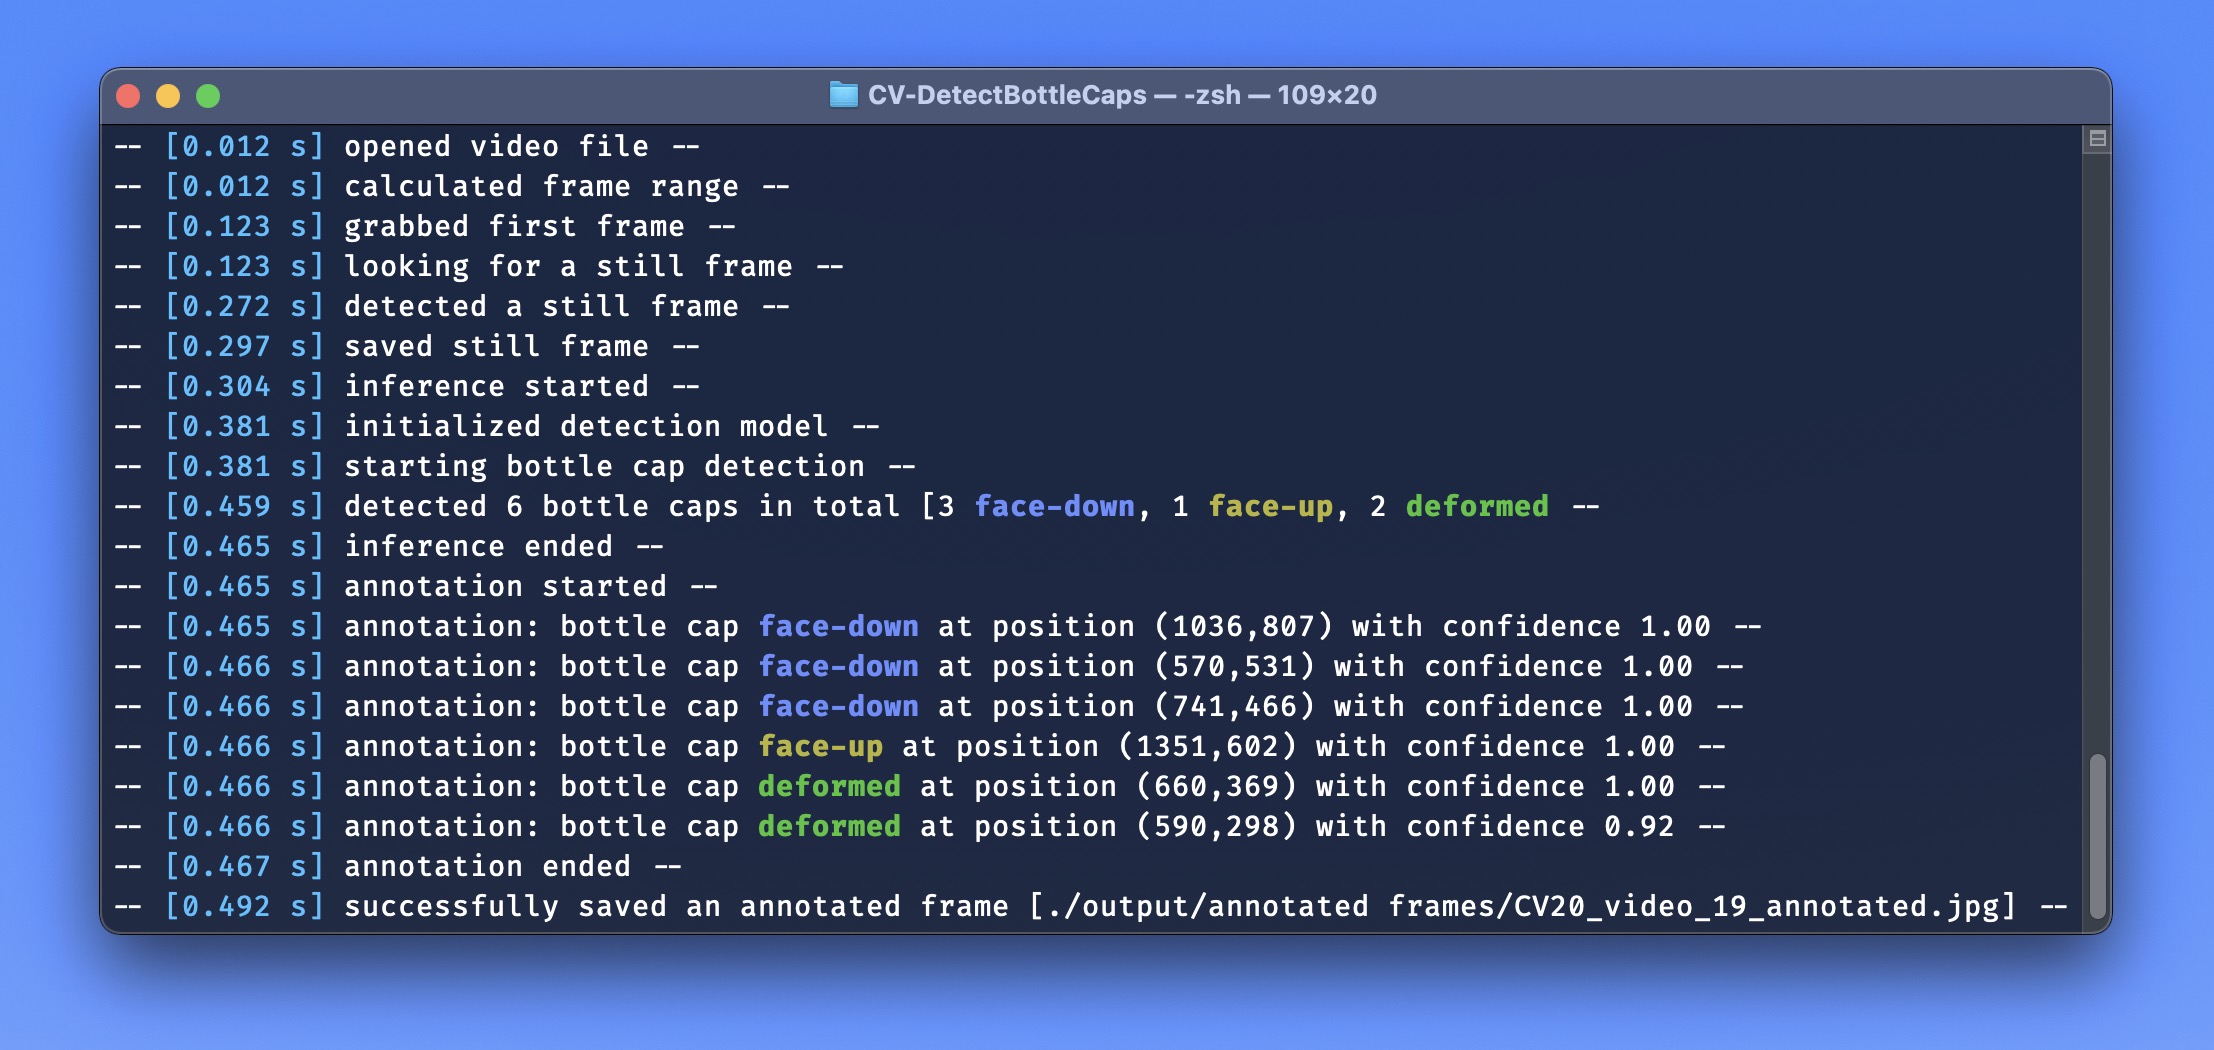 CV-DetectBottleCaps — -zsh — 109×20
-- [0.012 s] opened video file --
-- [0.012 s] calculated frame range --
-- [0.123 s] grabbed first frame --
-- [0.123 s] looking for a still frame --
-- [0.272 s] detected a still frame --
-- [0.297 s] saved still frame --
-- [0.304 s] inference started --
-- [0.381 s] initialized detection model --
-- [0.381 s] starting bottle cap detection --
-- [0.459 s] detected 6 bottle caps in total [3 face-down, 1 face-up, 2 deformed --
-- [0.465 s] inference ended --
-- [0.465 s] annotation started --
-- [0.465 s] annotation: bottle cap face-down at position (1036,807) with confidence 1.00 --
-- [0.466 s] annotation: bottle cap face-down at position (570,531) with confidence 1.00 --
-- [0.466 s] annotation: bottle cap face-down at position (741,466) with confidence 1.00 --
-- [0.466 s] annotation: bottle cap face-up at position (1351,602) with confidence 1.00 --
-- [0.466 s] annotation: bottle cap deformed at position (660,369) with confidence 1.00 --
-- [0.466 s] annotation: bottle cap deformed at position (590,298) with confidence 0.92 --
-- [0.467 s] annotation ended --
-- [0.492 s] successfully saved an annotated frame [./output/annotated frames/CV20_video_19_annotated.jpg] --